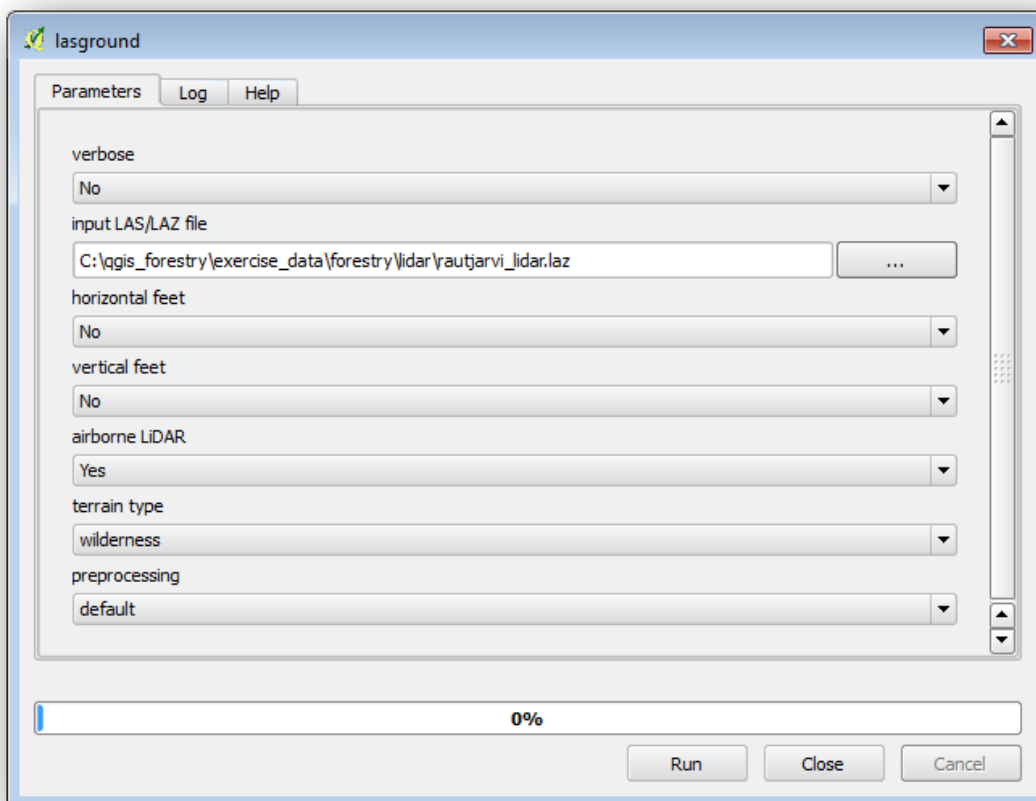 lasground
Parameters Log Help
verbose
No
input LAS/LAZ file
C:\qgis_forestry\exercise_data\forestry\lidar\rautjarvi_lidar.laz ...
horizontal feet
No
vertical feet
No
airborne LiDAR
Yes
terrain type
wilderness
preprocessing
default
0%
Run Close Cancel